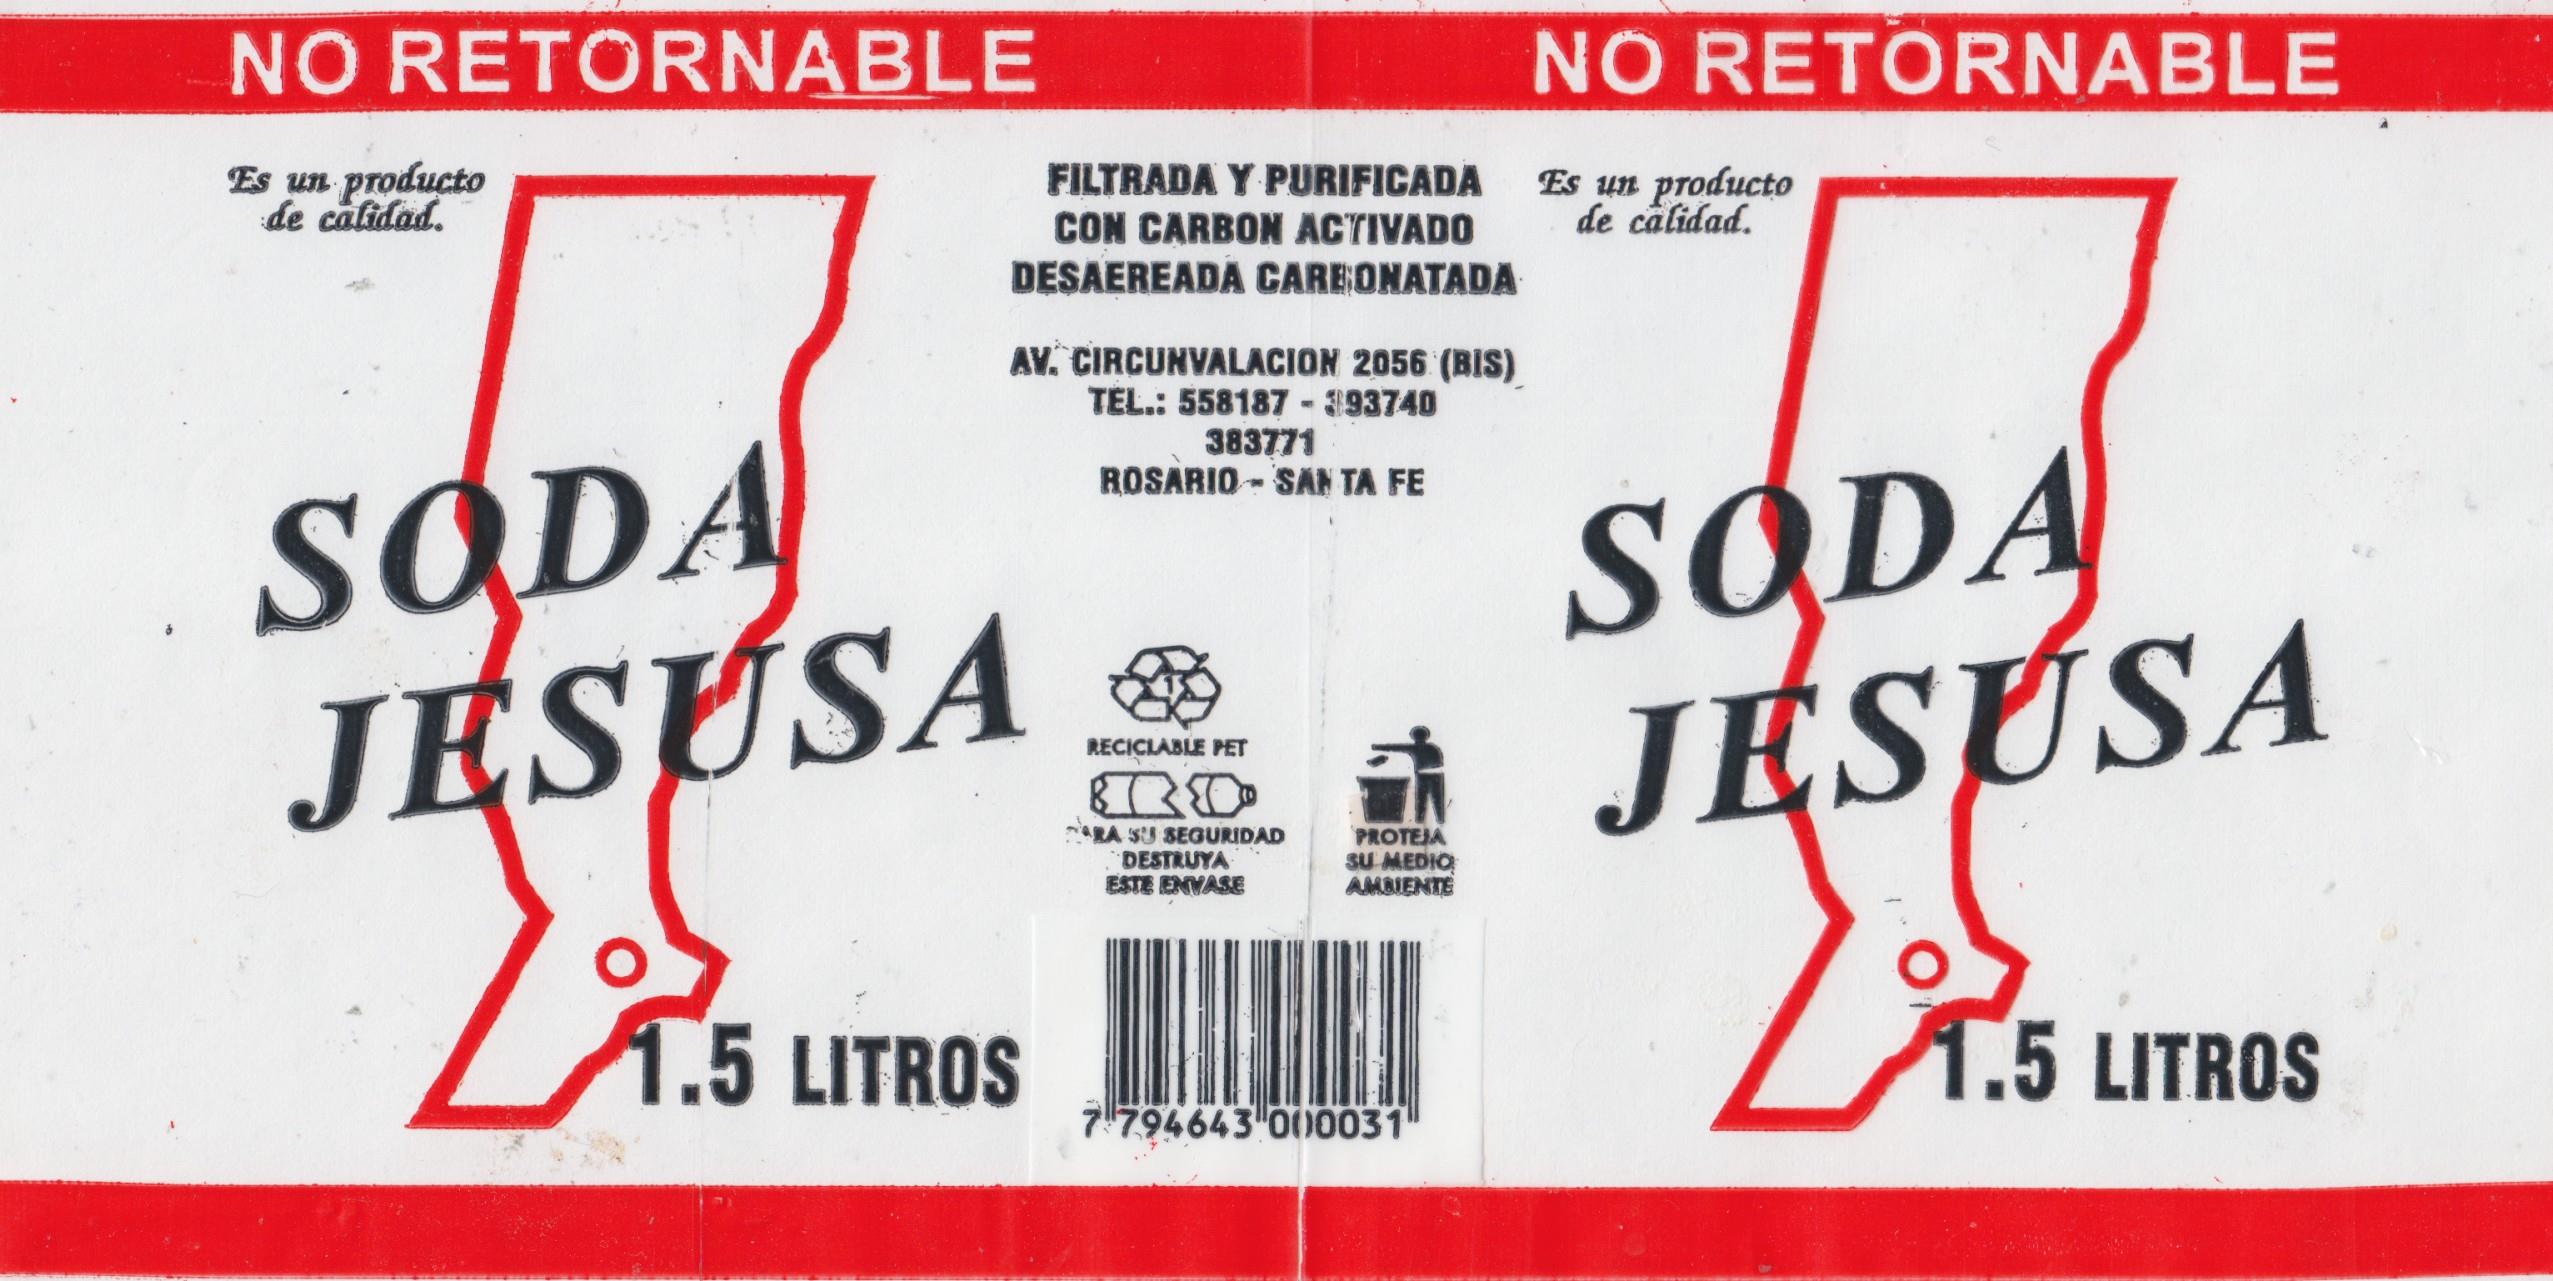 NO RETORNABLE
NO RETORNABLE
Es un producto
de calidad.
SODA
JESUSA
1.5 LITROS
FILTRADA Y PURIFICADA
CON CARBON ACTIVADO
DESAEREADA CARBONATADA
AV. CIRCUNVALACION 2056 (BIS)
TEL.: 558187 - 393740
383771
ROSARIO - SANTA FE
1
RECICLABLE PET
PARA SU SEGURIDAD
DESTRUYA
ESTE ENVASE
PROTEJA
SU MEDIO
AMBIENTE
7 794643 000031
Es un producto
de calidad.
SODA
JESUSA
1.5 LITROS